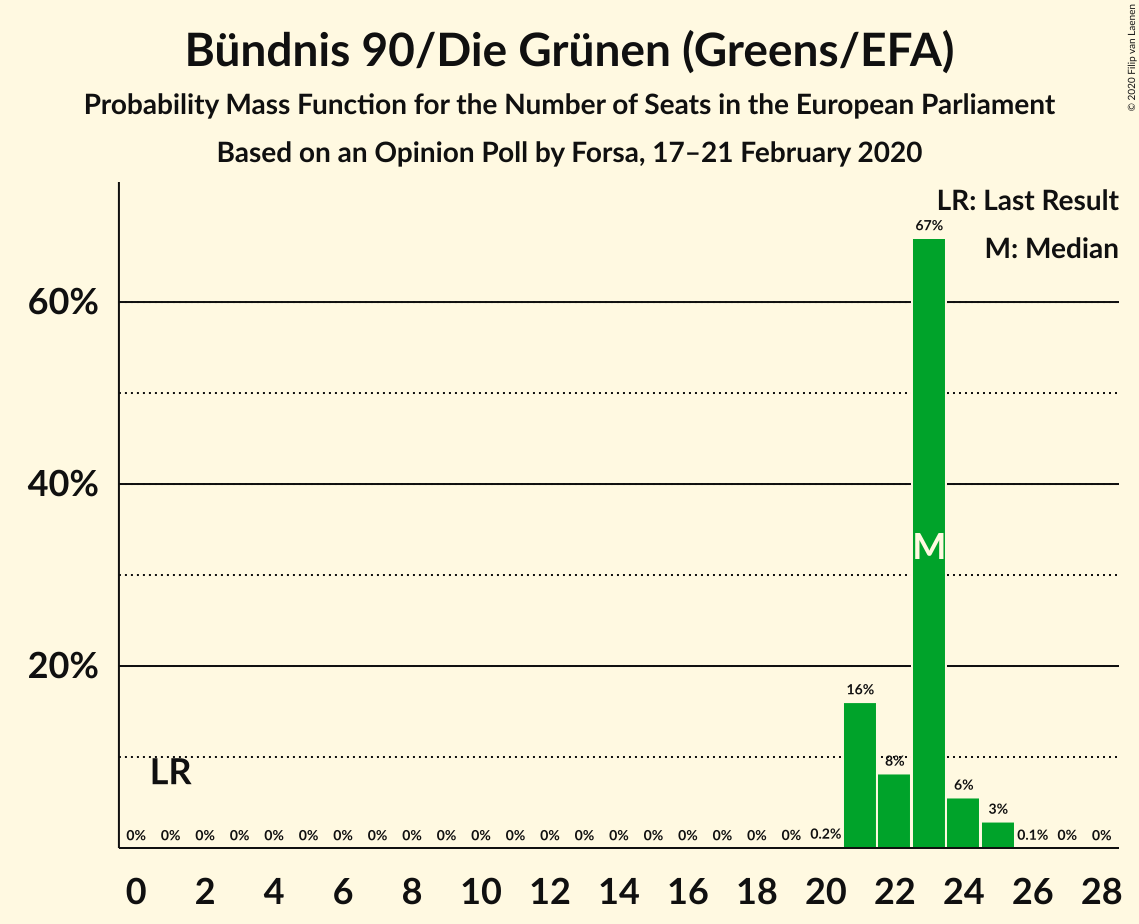 Bündnis 90/Die Grünen (Greens/EFA)
Probability Mass Function for the Number of Seats in the European Parliament
Based on an Opinion Poll by Forsa, 17–21 February 2020
© 2020 Filip van Laenen
LR: Last Result
M: Median
67%
60%
40%
M
20%
16%
LR
8%
6%
3%
0% 0% 0% 0% 0% 0% 0% 0% 0% 0% 0% 0% 0% 0% 0% 0% 0% 0% 0% 0% 0.2% 0.1% 0% 0%
0 2 4 6 8 10 12 14 16 18 20 22 24 26 28